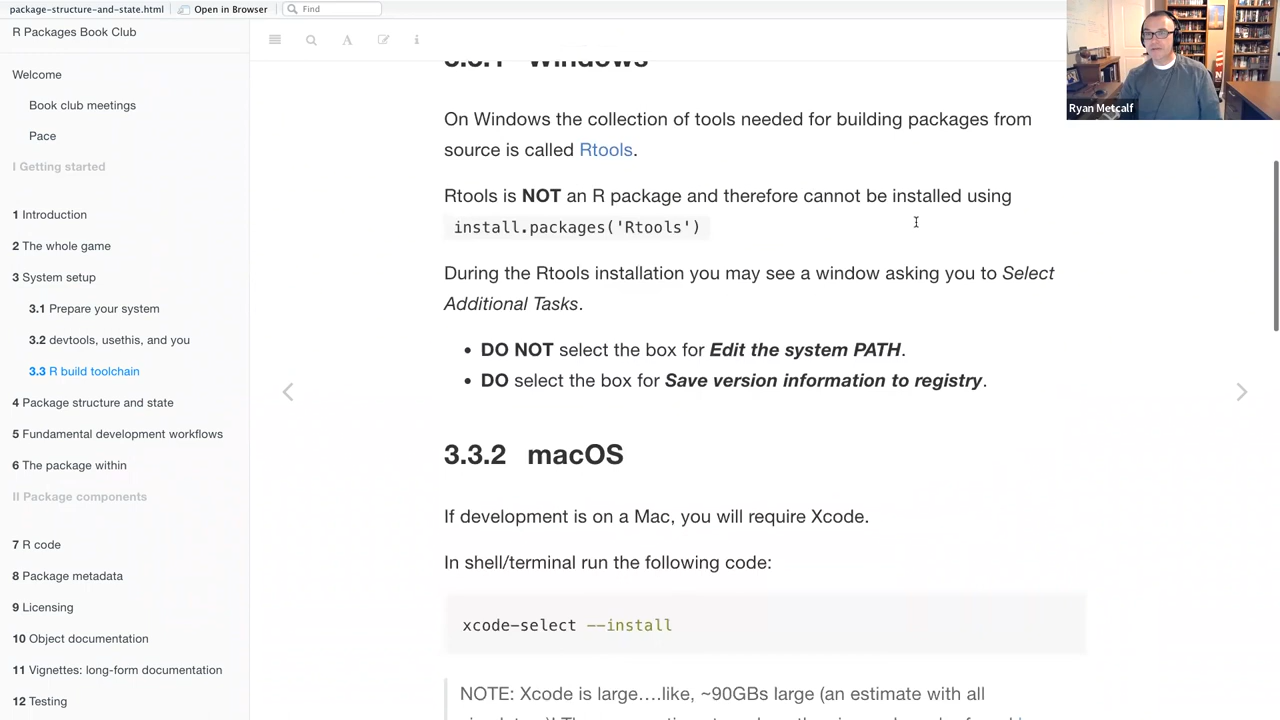 package-structure-and-state.html
Open in Browser
Find
R Packages Book Club
Welcome
Book club meetings
Pace
I Getting started
1 Introduction
2 The whole game
3 System setup
3.1 Prepare your system
3.2 devtools, usethis, and you
3.3 R build toolchain
4 Package structure and state
5 Fundamental development workflows
6 The package within
II Package components
7 R code
8 Package metadata
9 Licensing
10 Object documentation
11 Vignettes: long-form documentation
12 Testing
3.3.1 Windows
On Windows the collection of tools needed for building packages from
source is called Rtools.
Rtools is NOT an R package and therefore cannot be installed using
install.packages('Rtools')
During the Rtools installation you may see a window asking you to Select
Additional Tasks.
• DO NOT select the box for Edit the system PATH.
• DO select the box for Save version information to registry.
3.3.2 macOS
If development is on a Mac, you will require Xcode.
In shell/terminal run the following code:
xcode-select --install
NOTE: Xcode is large….like, ~90GBs large (an estimate with all
Ryan Metcalf